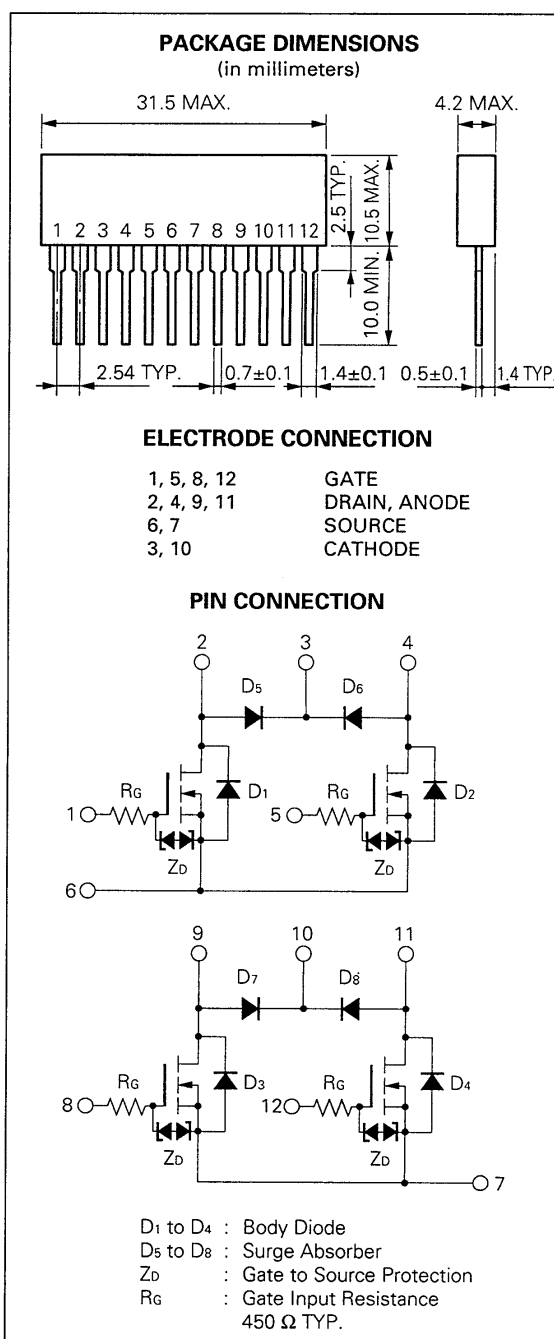 PACKAGE DIMENSIONS
(in millimeters)
31.5 MAX.
4.2 MAX.
2.5 TYP.
10.5 MAX.
1 2 3 4 5 6 7 8 9 10 11 12
10.0 MIN.
2.54 TYP.
0.7±0.1
1.4±0.1
0.5±0.1
1.4 TYP.
ELECTRODE CONNECTION
1, 5, 8, 12 GATE
2, 4, 9, 11 DRAIN, ANODE
6, 7 SOURCE
3, 10 CATHODE
PIN CONNECTION
2 3 4
D5 D6
RG D1 RG D2
1 5
ZD ZD
6
9 10 11
D7 D8
RG D3 RG D4
8 12
ZD ZD
7
D1 to D4 : Body Diode
D5 to D8 : Surge Absorber
ZD : Gate to Source Protection
RG : Gate Input Resistance
450 Ω TYP.